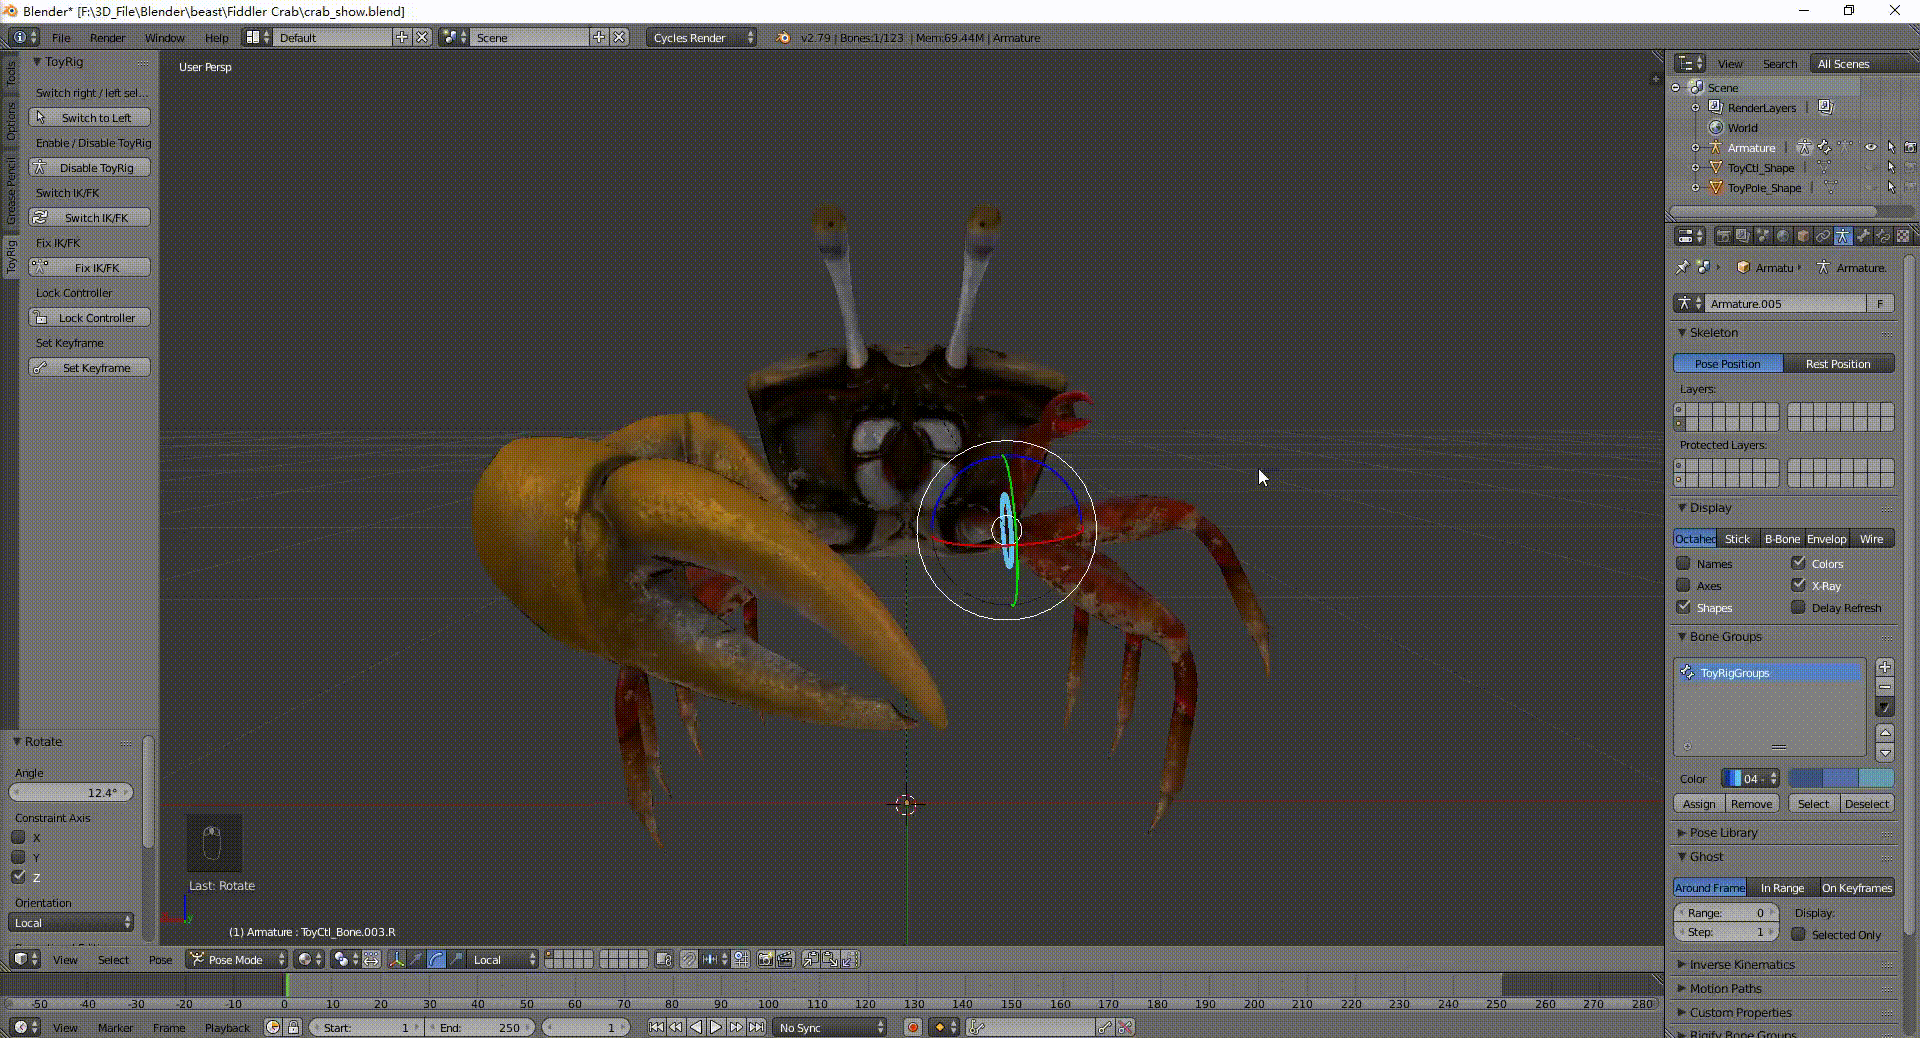 Blender* [F:\3D_File\Blender\beast\Fiddler Crab\crab_show.blend]
File Render Window Help Default Scene Cycles Render v2.79 | Bones:1/123 | Mem:69.44M | Armature
Tools
Options
Grease Pencil
ToyRig
ToyRig
Switch right / left sel...
Switch to Left
Enable / Disable ToyRig
Disable ToyRig
Switch IK/FK
Switch IK/FK
Fix IK/FK
Fix IK/FK
Lock Controller
Lock Controller
Set Keyframe
Set Keyframe
Rotate
Angle
12.4°
Constraint Axis
X
Y
Z
Orientation
Local
User Persp
Last: Rotate
(1) Armature : ToyCtl_Bone.003.R
View Select Pose Pose Mode Local
-50 -40 -30 -20 -10 0 10 20 30 40 50 60 70 80 90 100 110 120 130 140 150 160 170 180 190 200 210 220 230 240 250 260 270 280
View Marker Frame Playback Start: 1 End: 250 1 No Sync
View Search All Scenes
Scene
RenderLayers
World
Armature
ToyCtl_Shape
ToyPole_Shape
Armatu Armature.
Armature.005 F
Skeleton
Pose Position Rest Position
Layers:
Protected Layers:
Display
Octahed Stick B-Bone Envelop Wire
Names Colors
Axes X-Ray
Shapes Delay Refresh
Bone Groups
ToyRigGroups
Color 04
Assign Remove Select Deselect
Pose Library
Ghost
Around Frame In Range On Keyframes
Range: 0 Display:
Step: 1 Selected Only
Inverse Kinematics
Motion Paths
Custom Properties
Rigify Bone Groups